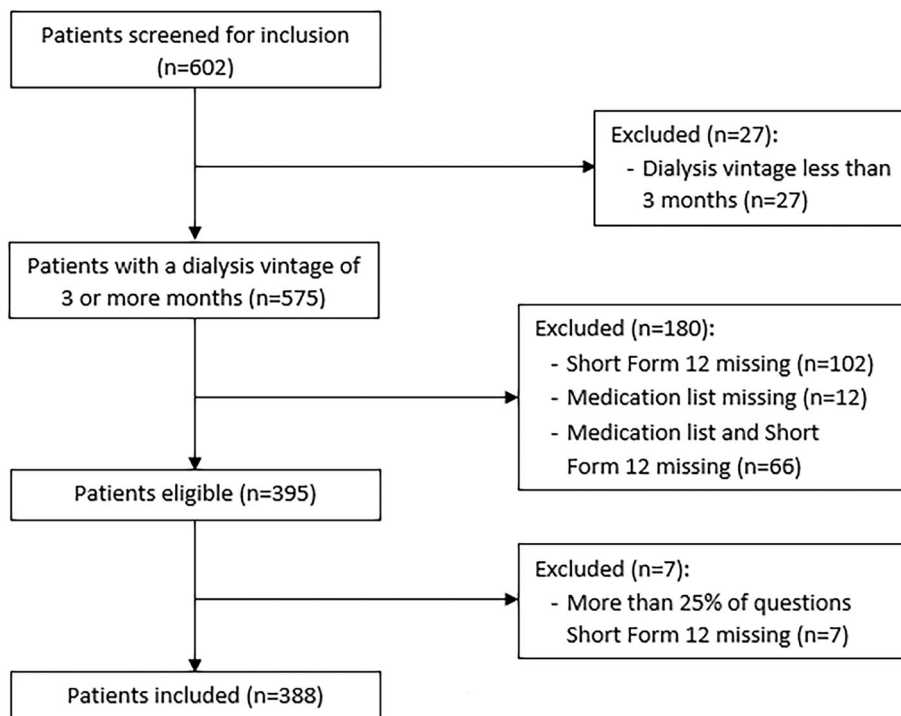 Patients screened for inclusion
(n=602)
Excluded (n=27):
- Dialysis vintage less than
3 months (n=27)
Patients with a dialysis vintage of
3 or more months (n=575)
Excluded (n=180):
- Short Form 12 missing (n=102)
- Medication list missing (n=12)
- Medication list and Short
Form 12 missing (n=66)
Patients eligible (n=395)
Excluded (n=7):
- More than 25% of questions
Short Form 12 missing (n=7)
Patients included (n=388)